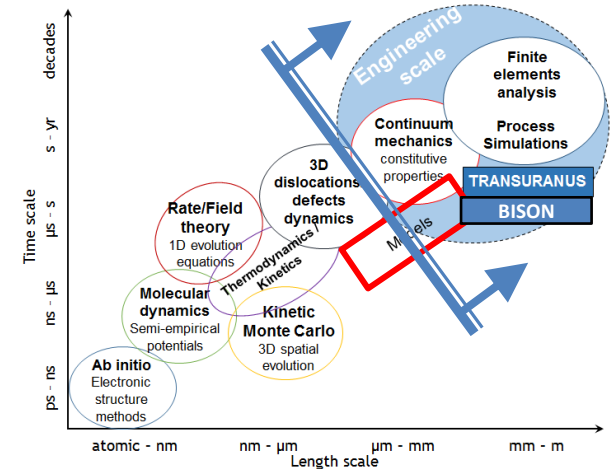 decades
s - yr
μs - s
ns - μs
ps - ns
Time scale
Engineering
scale
Finite
elements
analysis
Process
Simulations
Continuum
mechanics
constitutive
properties
TRANSURANUS
BISON
Models
3D
dislocations
defects
dynamics
Rate/Field
theory
1D evolution
equations
Thermodynamics /
Kinetics
Molecular
dynamics
Semi-empirical
potentials
Kinetic
Monte Carlo
3D spatial
evolution
Ab initio
Electronic
structure
methods
atomic - nm
nm - μm
μm - mm
mm - m
Length scale